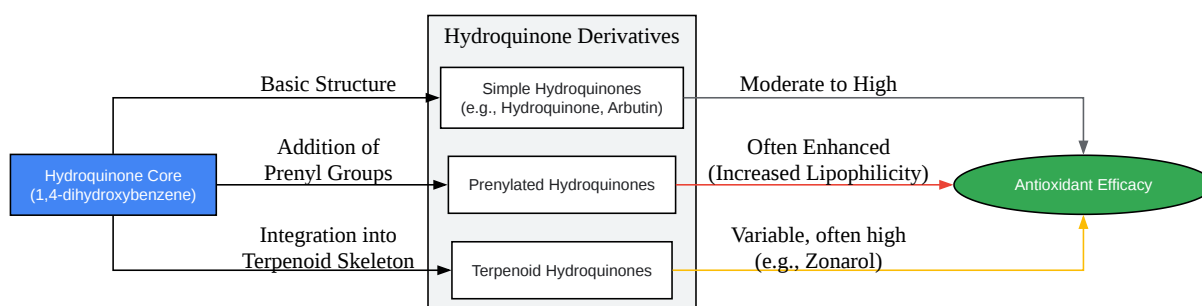 Hydroquinone Derivatives
Basic Structure
Simple Hydroquinones
(e.g., Hydroquinone, Arbutin)
Moderate to High
Hydroquinone Core
(1,4-dihydroxybenzene)
Addition of
Prenyl Groups
Prenylated Hydroquinones
Often Enhanced
(Increased Lipophilicity)
Antioxidant Efficacy
Integration into
Terpenoid Skeleton
Terpenoid Hydroquinones
Variable, often high
(e.g., Zonarol)